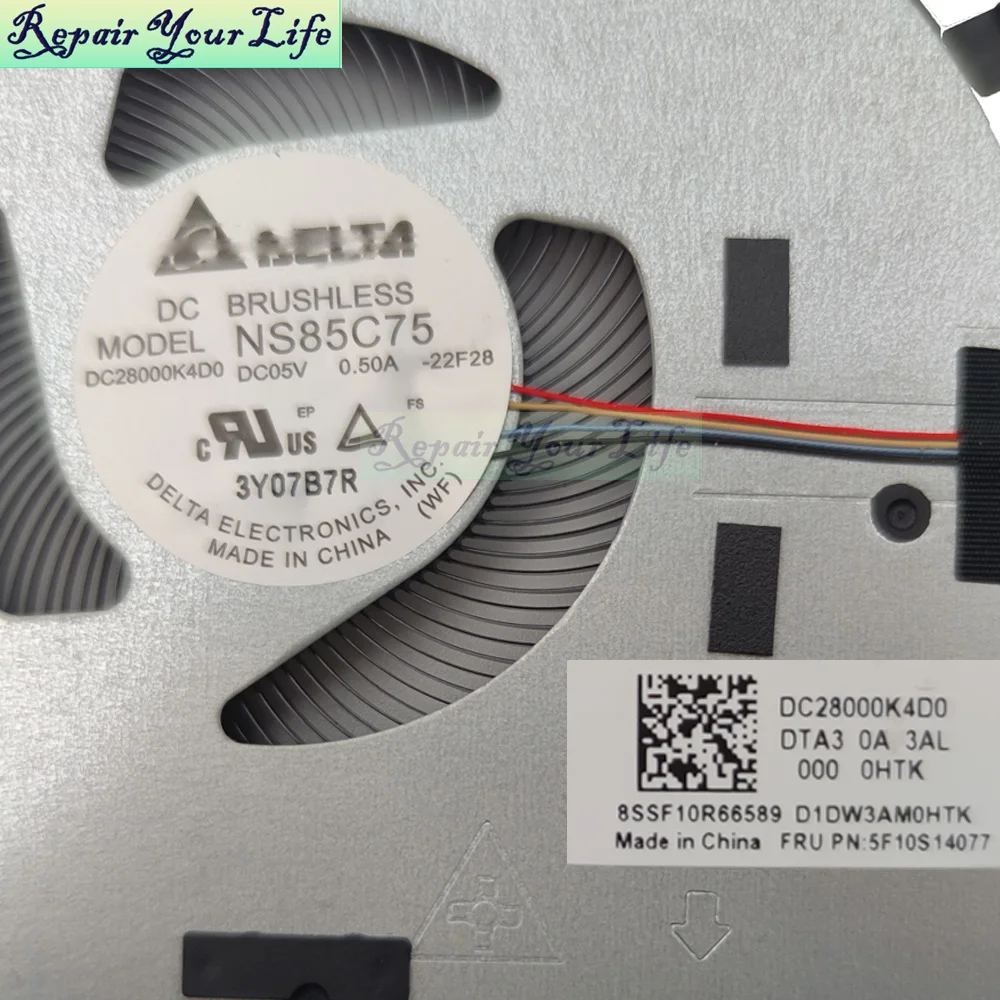 Repair Your Life
DELTA
DC BRUSHLESS
MODEL NS85C75
DC28000K4D0 DC05V 0.50A -22F28
c RU US EP FS
3Y07B7R
DELTA ELECTRONICS, INC.
MADE IN CHINA (WF)
Repair Your Life
DC28000K4D0
DTA3 0A 3AL
000 0HTK
8SSF10R66589 D1DW3AM0HTK
Made in China FRU PN:5F10S14077